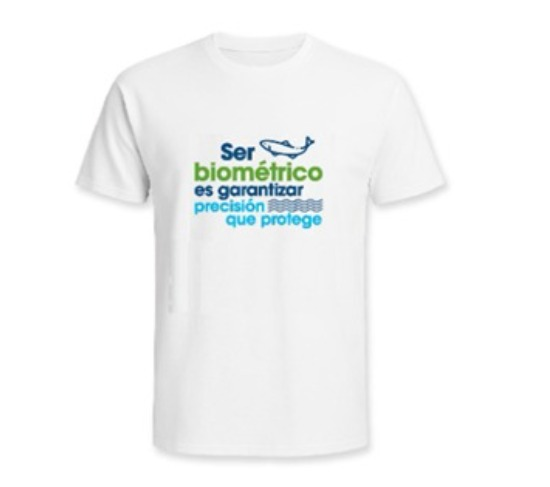 Ser
biométrico
es garantizar
precisión
que protege